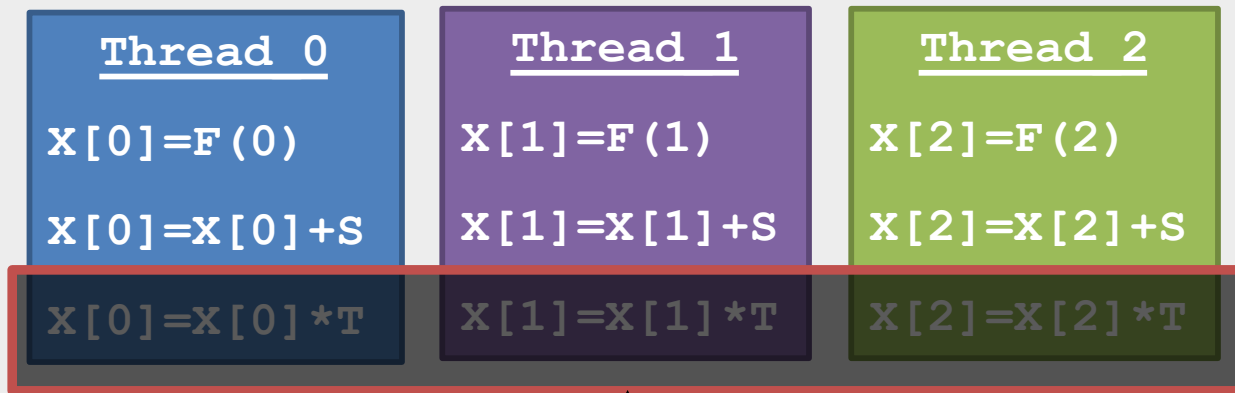 Thread 0
X[0]=F(0)
X[0]=X[0]+S
X[0]=X[0]*T
Thread 1
X[1]=F(1)
X[1]=X[1]+S
X[1]=X[1]*T
Thread 2
X[2]=F(2)
X[2]=X[2]+S
X[2]=X[2]*T